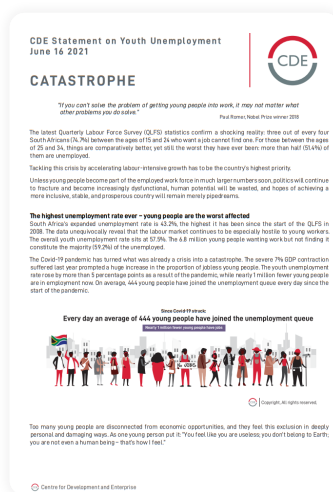 CDE Statement on Youth Unemployment
June 16 2021
CDE
CATASTROPHE
"If you can't solve the problem of getting young people into work, it may not matter what
other problems you do solve."
Paul Romer, Nobel Prize winner 2018
The latest Quarterly Labour Force Survey (QLFS) statistics confirm a shocking reality: three out of every four
South Africans (74.7%) between the ages of 15 and 24 who want a job cannot find one. For those between the ages
of 25 and 34, things are comparatively better, yet still the worst they have ever been: more than half (51.4%) of
them are unemployed.
Tackling this crisis by accelerating labour-intensive growth has to be the country's highest priority.
Unless young people become part of the employed work force in much larger numbers soon, politics will continue
to fracture and become increasingly dysfunctional, human potential will be wasted, and hopes of achieving a
more inclusive, stable, and prosperous country will remain merely pipedreams.
The highest unemployment rate ever – young people are the worst affected
South Africa's expanded unemployment rate is 43.2%, the highest it has been since the start of the QLFS in
2008. The data unequivocally reveal that the labour market continues to be especially hostile to young workers.
The overall youth unemployment rate sits at 57.5%. The 6.8 million young people wanting work but not finding it
constitute the majority (59.2%) of the unemployed.
The Covid-19 pandemic has turned what was already a crisis into a catastrophe. The severe 7% GDP contraction
suffered last year prompted a huge increase in the proportion of jobless young people. The youth unemployment
rate rose by more than 5 percentage points as a result of the pandemic, while nearly 1 million fewer young people
are in employment now. On average, 444 young people have joined the unemployment queue every day since the
start of the pandemic.
Since Covid-19 struck:
Every day an average of 444 young people have joined the unemployment queue
Nearly 1 million fewer young people have jobs
JOBS
Copyright, All rights reserved.
Too many young people are disconnected from economic opportunities, and they feel this exclusion in deeply
personal and damaging ways. As one young person put it: "You feel like you are useless; you don't belong to Earth;
you are not even a human being – that's how I feel."
Centre for Development and Enterprise